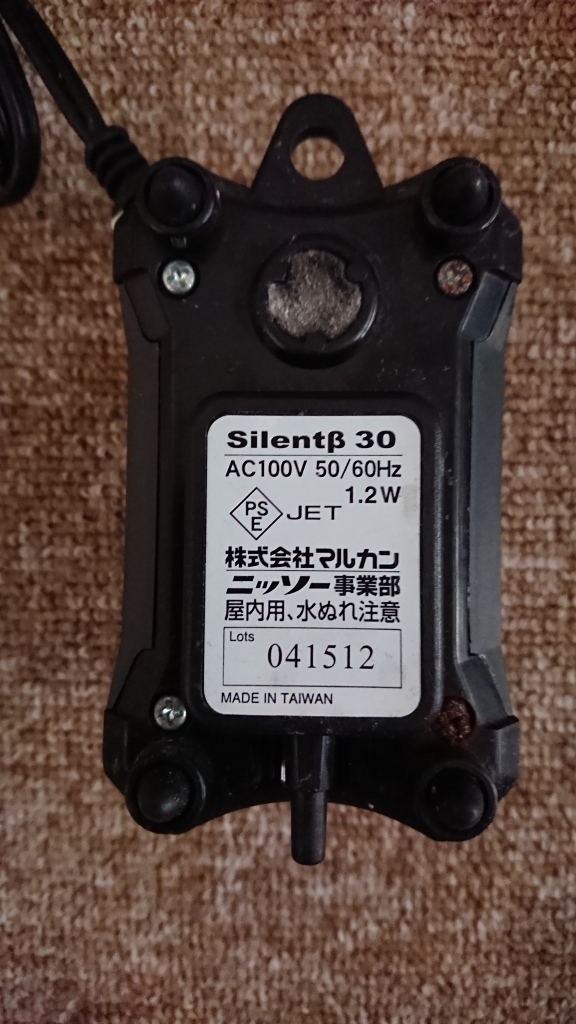 Silentβ 30
AC100V 50/60Hz
1.2W
PS
E
JET
株式会社マルカン
ニッソー事業部
屋内用、水ぬれ注意
Lots
041512
MADE IN TAIWAN